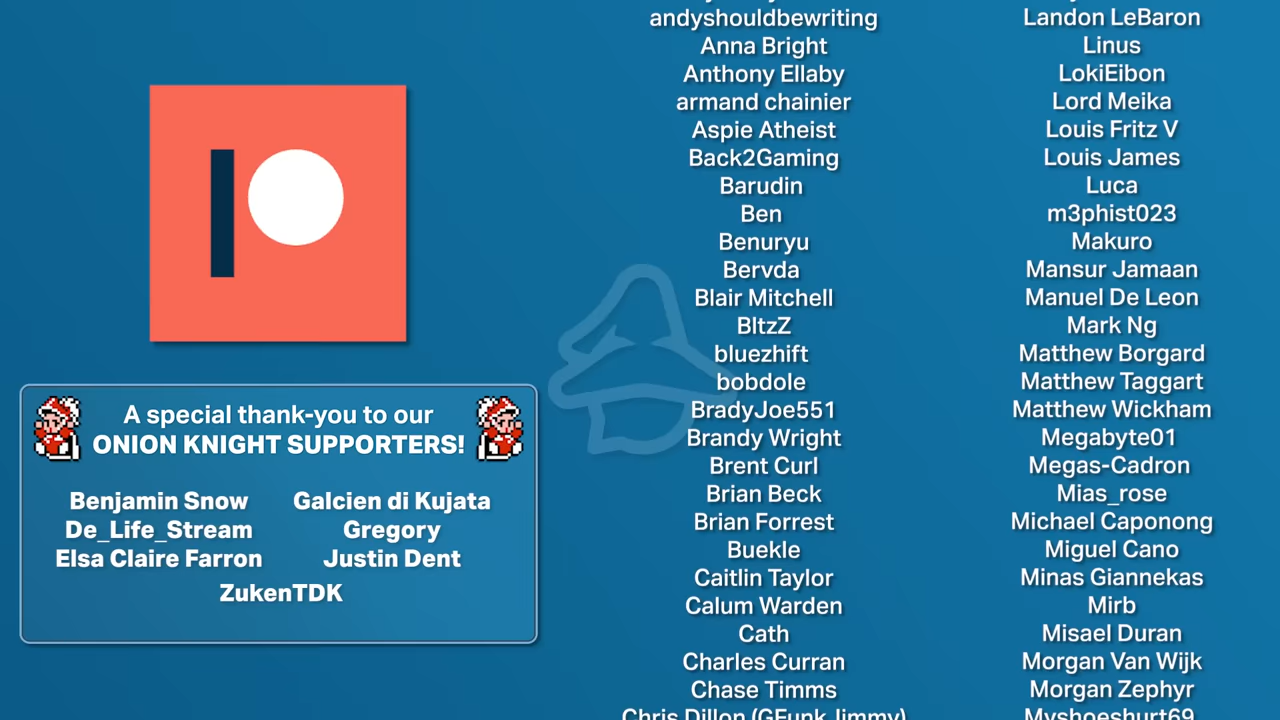 A special thank-you to our
ONION KNIGHT SUPPORTERS!
Benjamin Snow
Galcien di Kujata
De_Life_Stream
Gregory
Elsa Claire Farron
Justin Dent
ZukenTDK
andyshouldbewriting
Anna Bright
Anthony Ellaby
armand chainier
Aspie Atheist
Back2Gaming
Barudin
Ben
Benuryu
Bervda
Blair Mitchell
BltzZ
bluezhift
bobdole
BradyJoe551
Brandy Wright
Brent Curl
Brian Beck
Brian Forrest
Buekle
Caitlin Taylor
Calum Warden
Cath
Charles Curran
Chase Timms
Chris Dillon (GFunkJimmy)
Landon LeBaron
Linus
LokiEibon
Lord Meika
Louis Fritz V
Louis James
Luca
m3phist023
Makuro
Mansur Jamaan
Manuel De Leon
Mark Ng
Matthew Borgard
Matthew Taggart
Matthew Wickham
Megabyte01
Megas-Cadron
Mias_rose
Michael Caponong
Miguel Cano
Minas Giannekas
Mirb
Misael Duran
Morgan Van Wijk
Morgan Zephyr
Myshoeshurt69